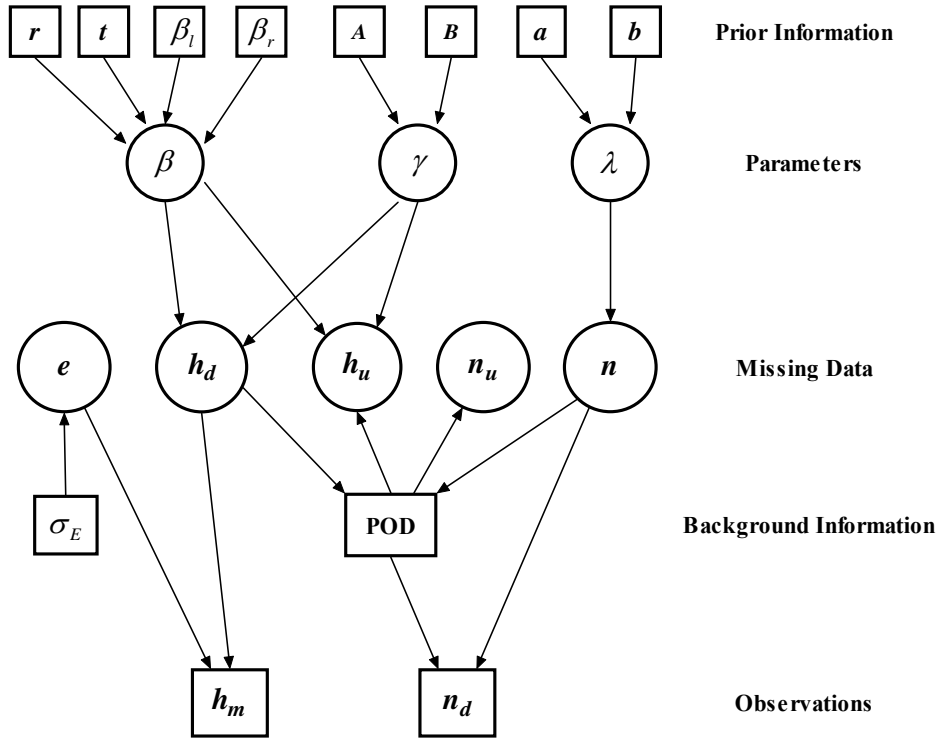 r t β_l β_r A B a b Prior Information
β γ λ Parameters
e h_d h_u n_u n Missing Data
σ_E POD Background Information
h_m n_d Observations